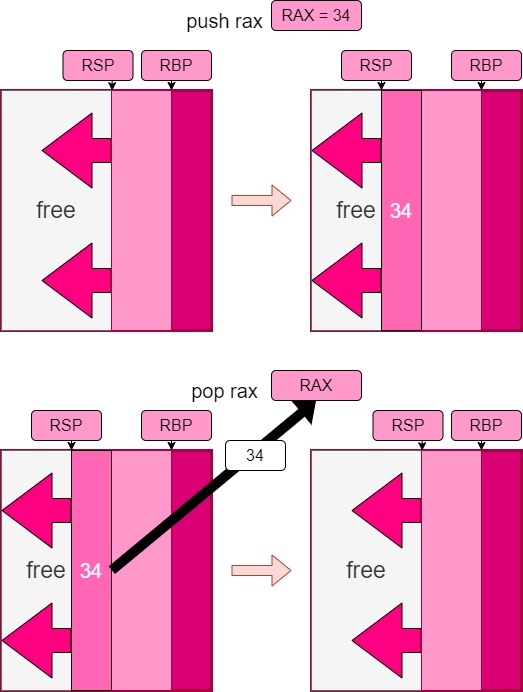 push rax
RAX = 34
RSP
RBP
RSP
RBP
free
free
34
pop rax
RAX
RSP
RBP
RSP
RBP
34
free
34
free